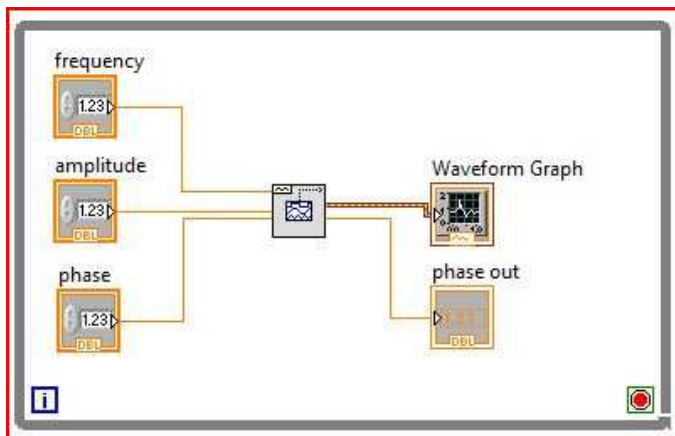 frequency
1.23
DBL
amplitude
1.23
DBL
phase
1.23
DBL
Waveform Graph
phase out
DBL
i